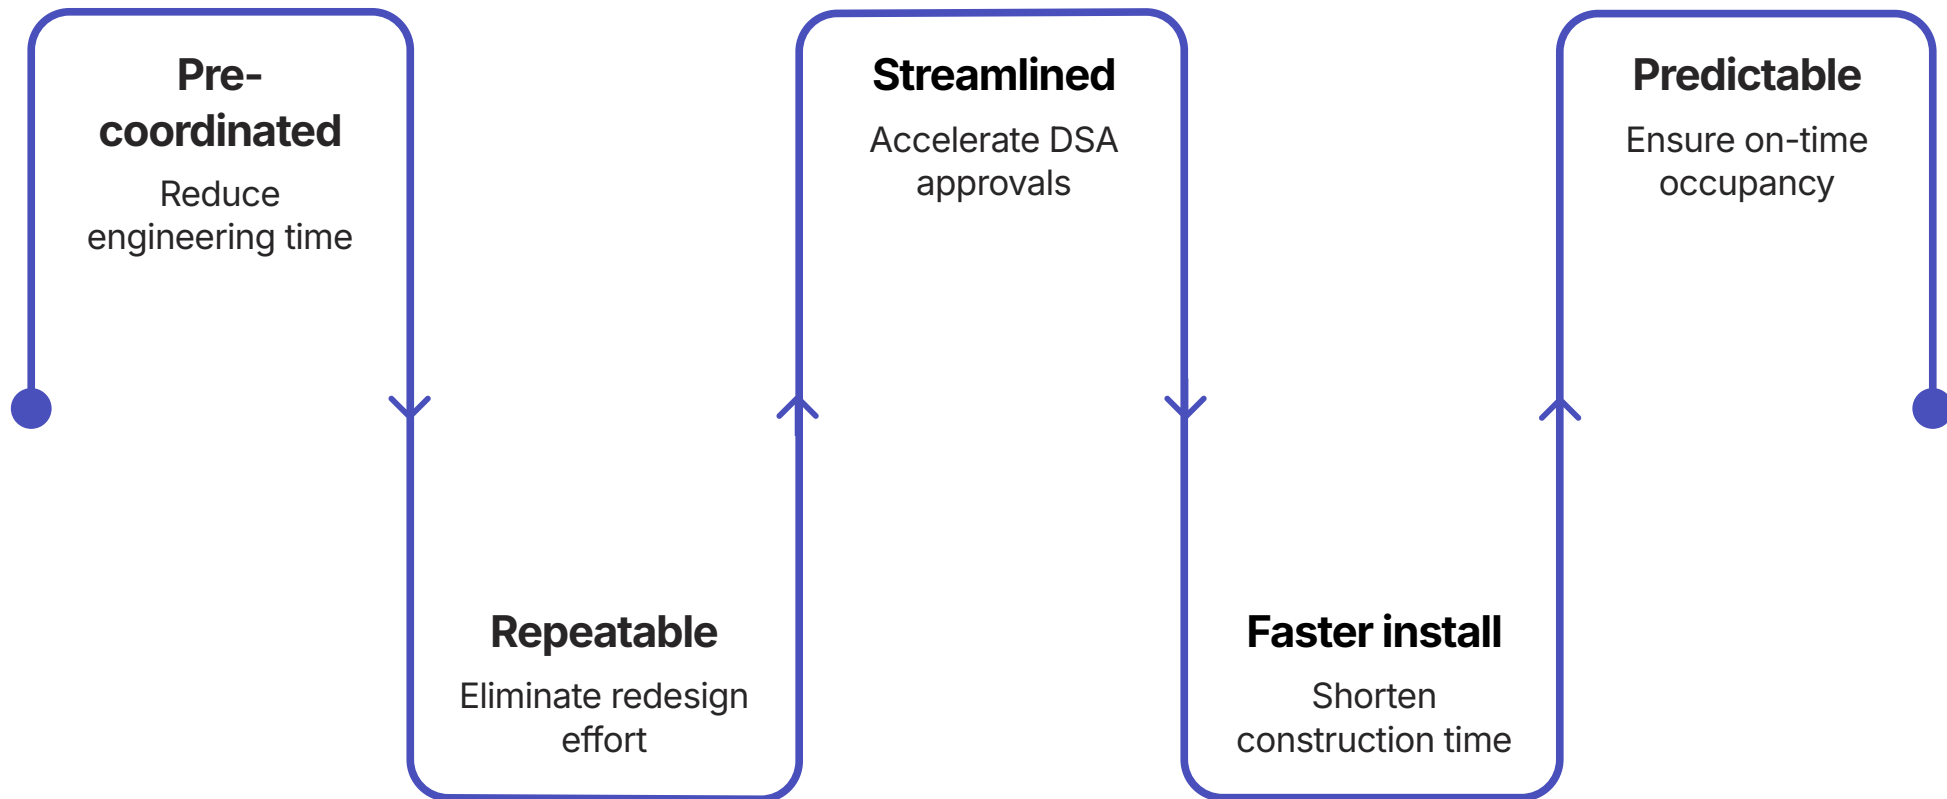 Pre-
coordinated
Reduce
engineering time
Repeatable
Eliminate redesign
effort
Streamlined
Accelerate DSA
approvals
Faster install
Shorten
construction time
Predictable
Ensure on-time
occupancy